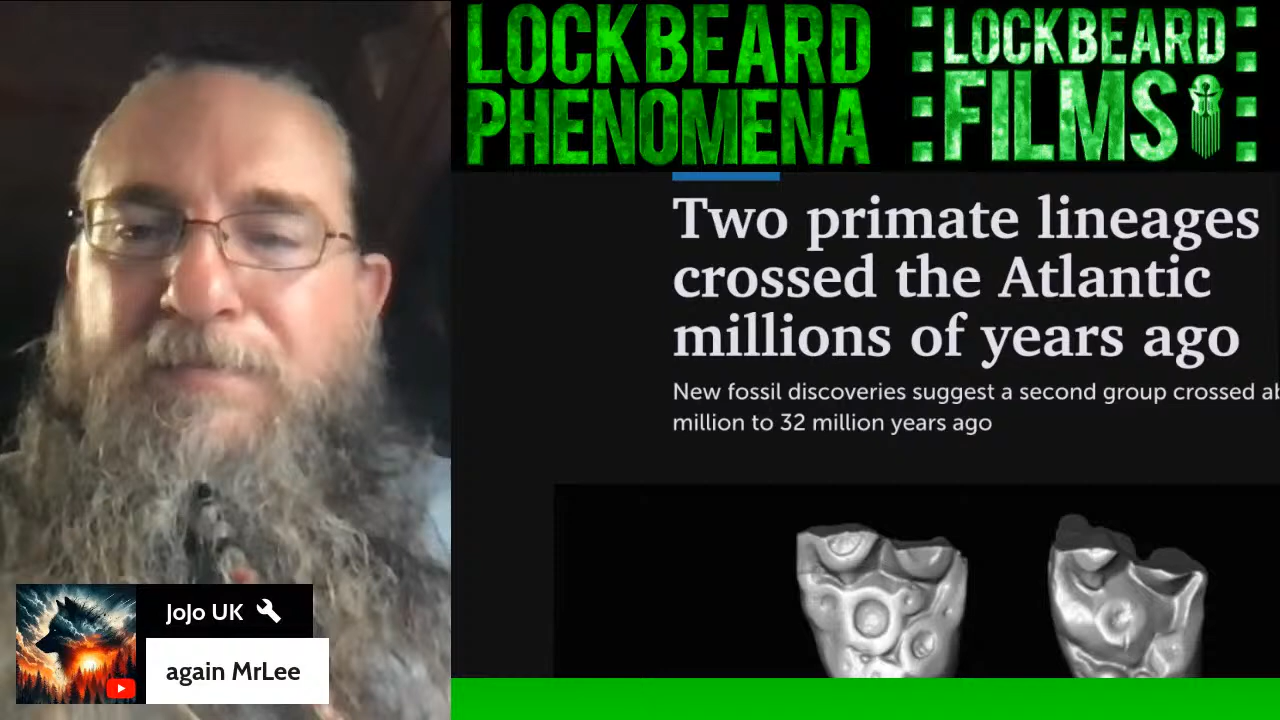 LOCKBEARD
PHENOMENA
LOCKBEARD
FILMS
Two primate lineages
crossed the Atlantic
millions of years ago
New fossil discoveries suggest a second group crossed
million to 32 million years ago
JoJo UK
again MrLee